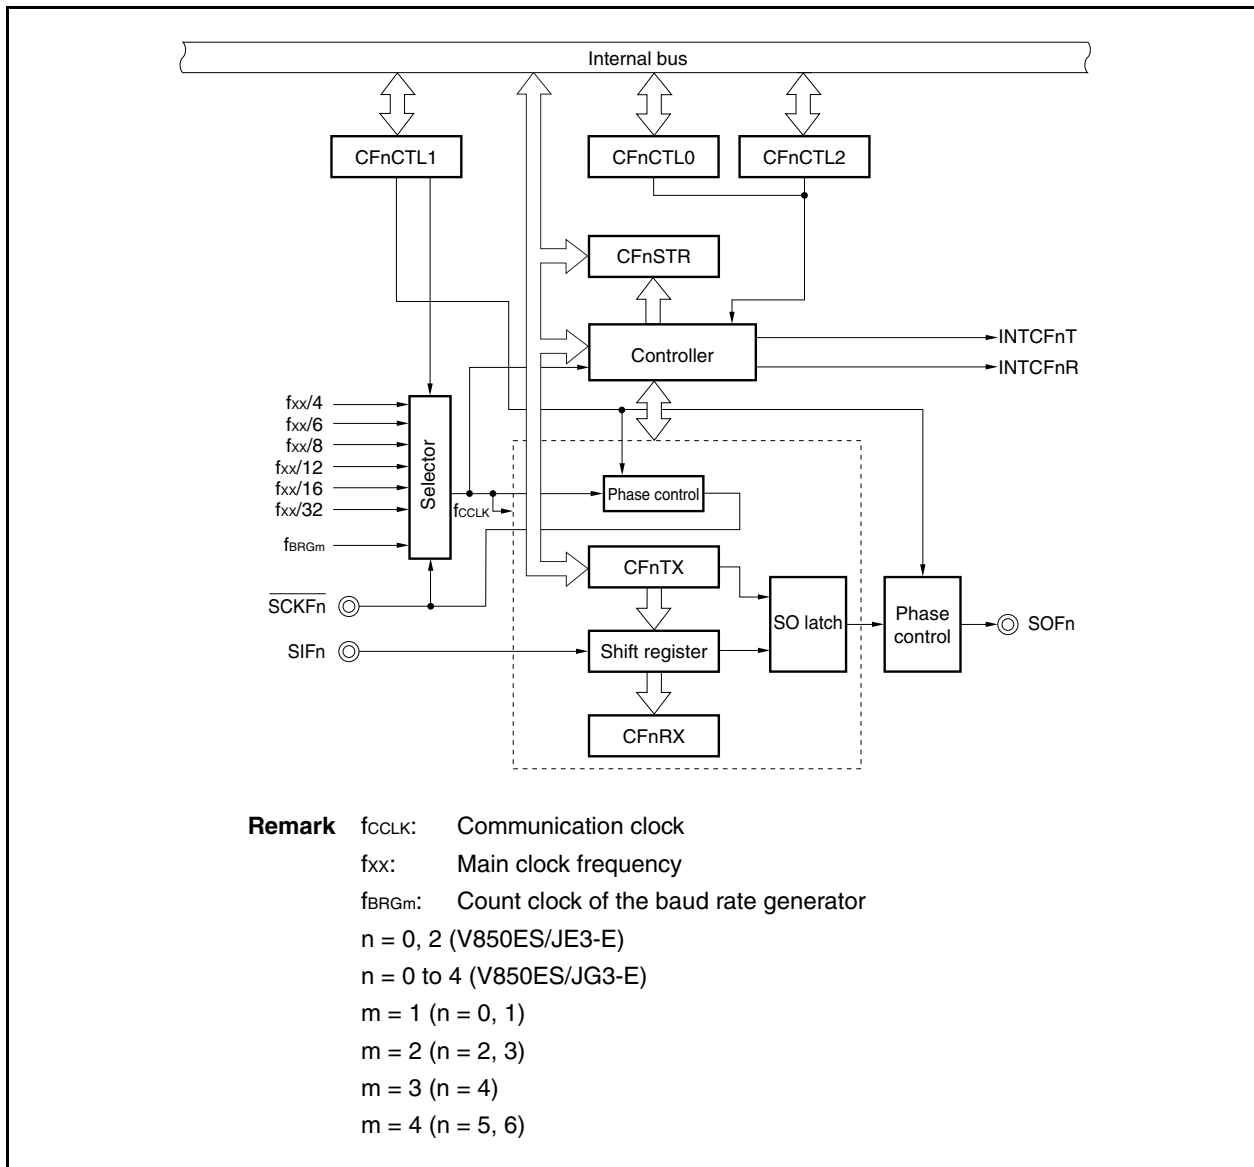 Internal bus
CFnCTL1
CFnCTL0
CFnCTL2
CFnSTR
Controller
INTCFnT
INTCFnR
fXX/4
fXX/6
fXX/8
fXX/12
fXX/16
fXX/32
fBRGm
Selector
fCCLK
Phase control
SCKFn
SIFn
CFnTX
Shift register
CFnRX
SO latch
Phase
control
SOFn
Remark fCCLK: Communication clock
fXX: Main clock frequency
fBRGm: Count clock of the baud rate generator
n = 0, 2 (V850ES/JE3-E)
n = 0 to 4 (V850ES/JG3-E)
m = 1 (n = 0, 1)
m = 2 (n = 2, 3)
m = 3 (n = 4)
m = 4 (n = 5, 6)